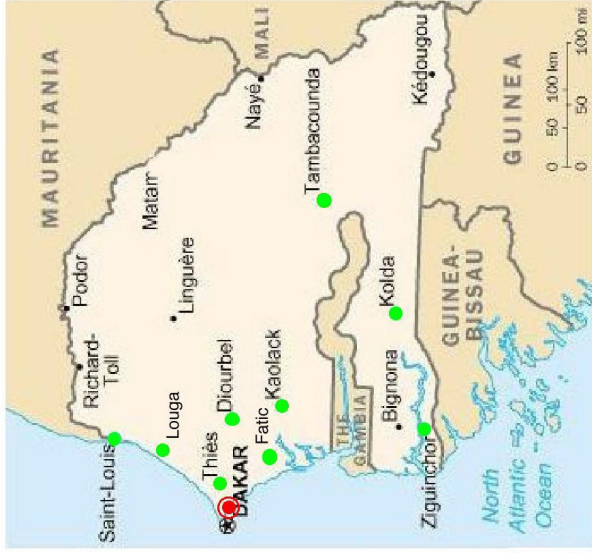 MAURITANIA
Podor
Richard-
Toll
Saint-Louis
Matam
Louga
Linguère
Thiès
Diourbel
DAKAR
Nayé
MALI
Fatic
Kaolack
Tambacounda
THE
GAMBIA
Kolda
Bignona
Kédougou
Ziguinchor
GUINEA-
BISSAU
GUINEA
North
Atlantic
Ocean
0 50 100 km
0 50 100 mi